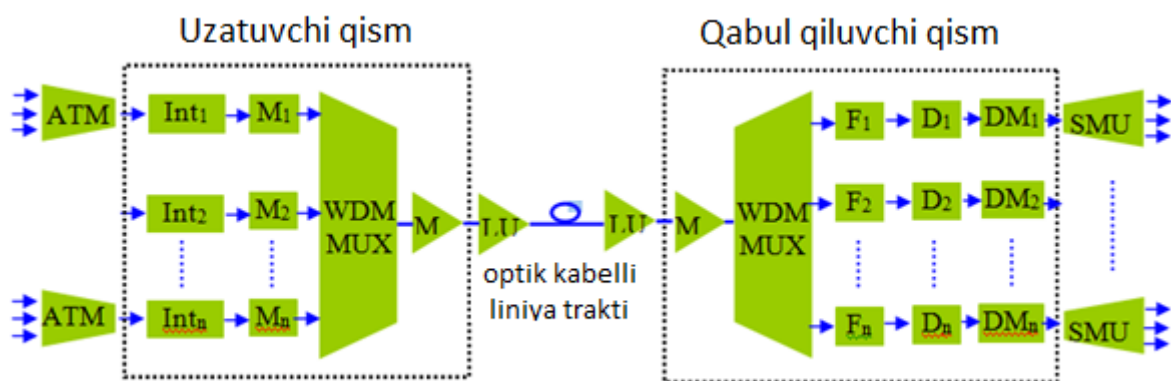 Uzatuvchi qism
Qabul qiluvchi qism
ATM
Int1
M1
F1
D1
DM1
SMU
Int2
M2
WDM
MUX
M
LU
LU
M
WDM
MUX
F2
D2
DM2
optik kabelli
liniya trakti
ATM
Intn
Mn
Fn
Dn
DMn
SMU